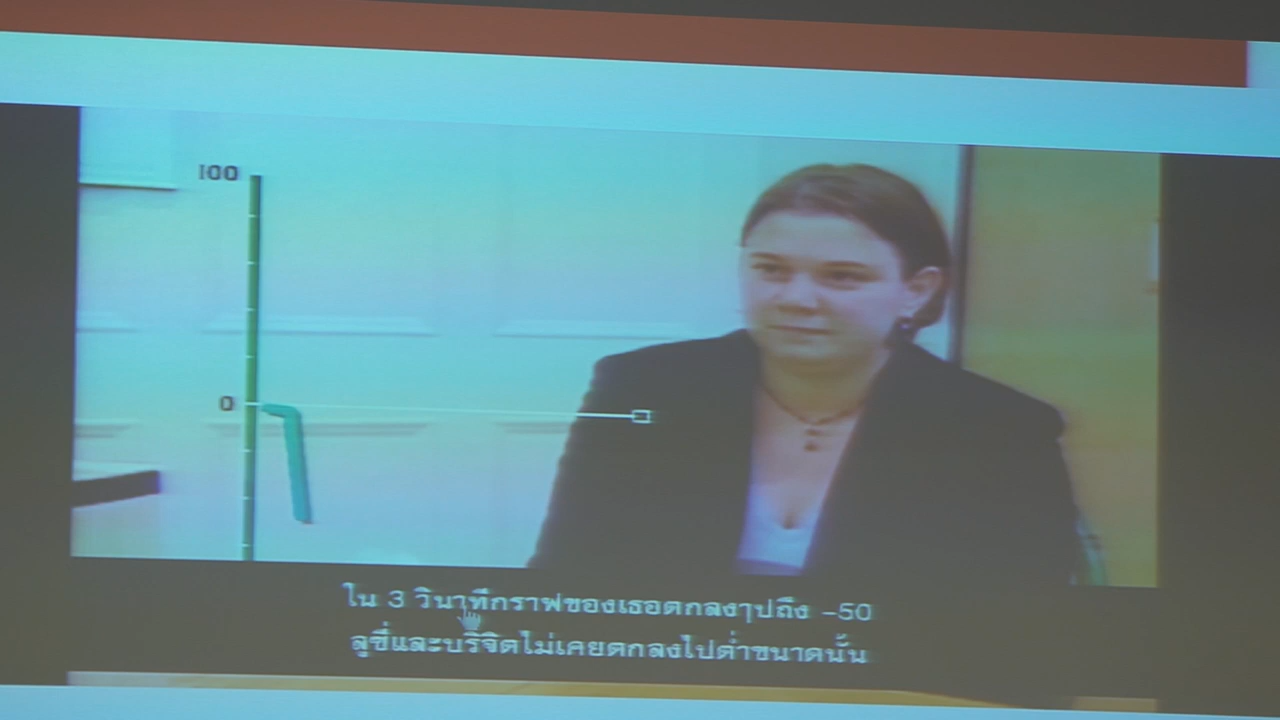 100
0
ใน 3 วินาทีกราฟของเธอตกลงไปถึง -50
ลูซี่และบริจิตไม่เคยตกลงไปต่ำขนาดนั้น